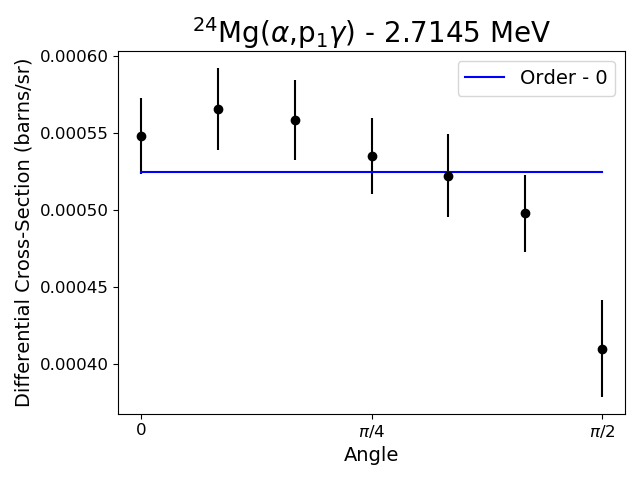 ²⁴Mg(α,p₁γ) - 2.7145 MeV
Order - 0
Differential Cross-Section (barns/sr)
0.00060
0.00055
0.00050
0.00045
0.00040
0 π/4 π/2
Angle